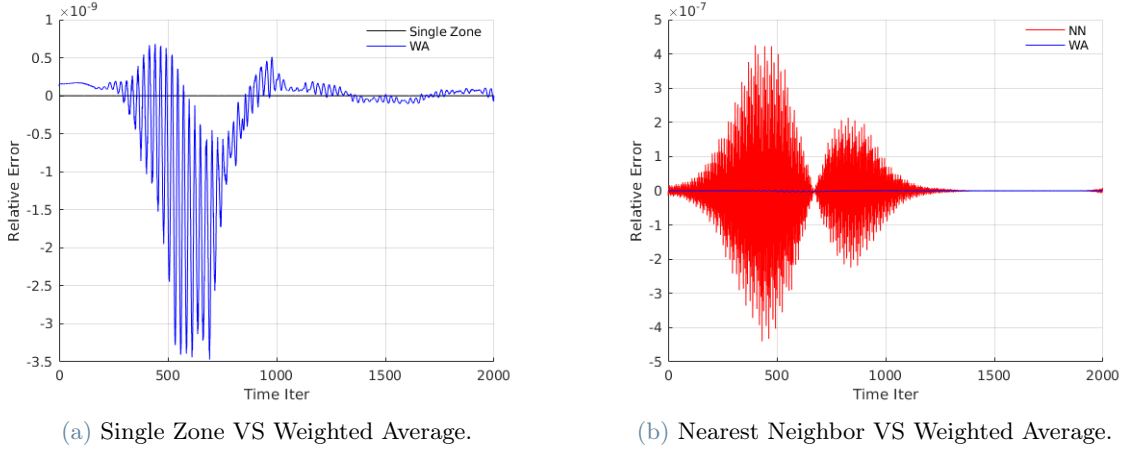 ×10⁻⁹
1
0.5
0
-0.5
-1
-1.5
-2
-2.5
-3
-3.5
Relative Error
Single Zone
WA
0 500 1000 1500 2000
Time Iter
(a) Single Zone VS Weighted Average.
×10⁻⁷
5
4
3
2
1
0
-1
-2
-3
-4
-5
Relative Error
NN
WA
0 500 1000 1500 2000
Time Iter
(b) Nearest Neighbor VS Weighted Average.